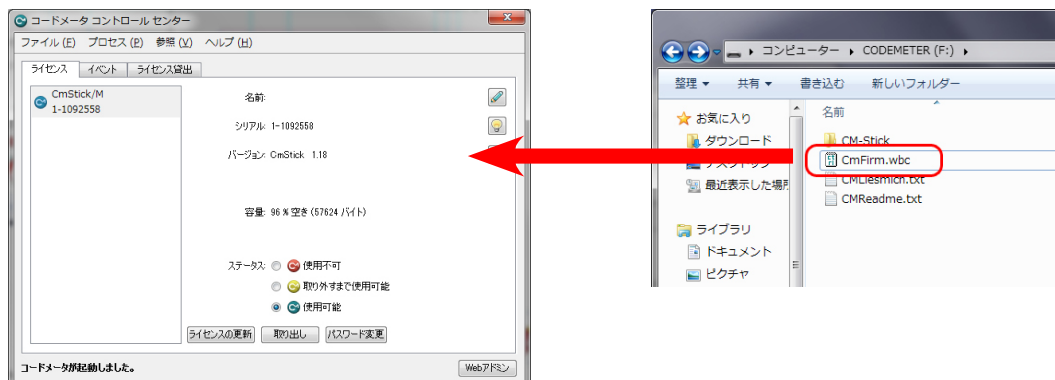 コードメータ コントロール センター
ファイル (F) プロセス (P) 参照 (V) ヘルプ (H)
ライセンス イベント ライセンス貸出
CmStick/M
1-1092558
名前:
シリアル: 1-1092558
バージョン: CmStick 1.18
容量: 96 % 空き (57624 バイト)
ステータス: 使用不可
取り外すまで使用可能
使用可能
ライセンスの更新 取り出し パスワード変更
コードメータが起動しました。 Webアドミン
コンピューター CODEMETER (F:)
整理 共有 書き込む 新しいフォルダー
お気に入り
ダウンロード
最近表示した場所
ライブラリ
ドキュメント
ピクチャ
名前
CM-Stick
CmFirm.wbc
CMLiesmich.txt
CMReadme.txt